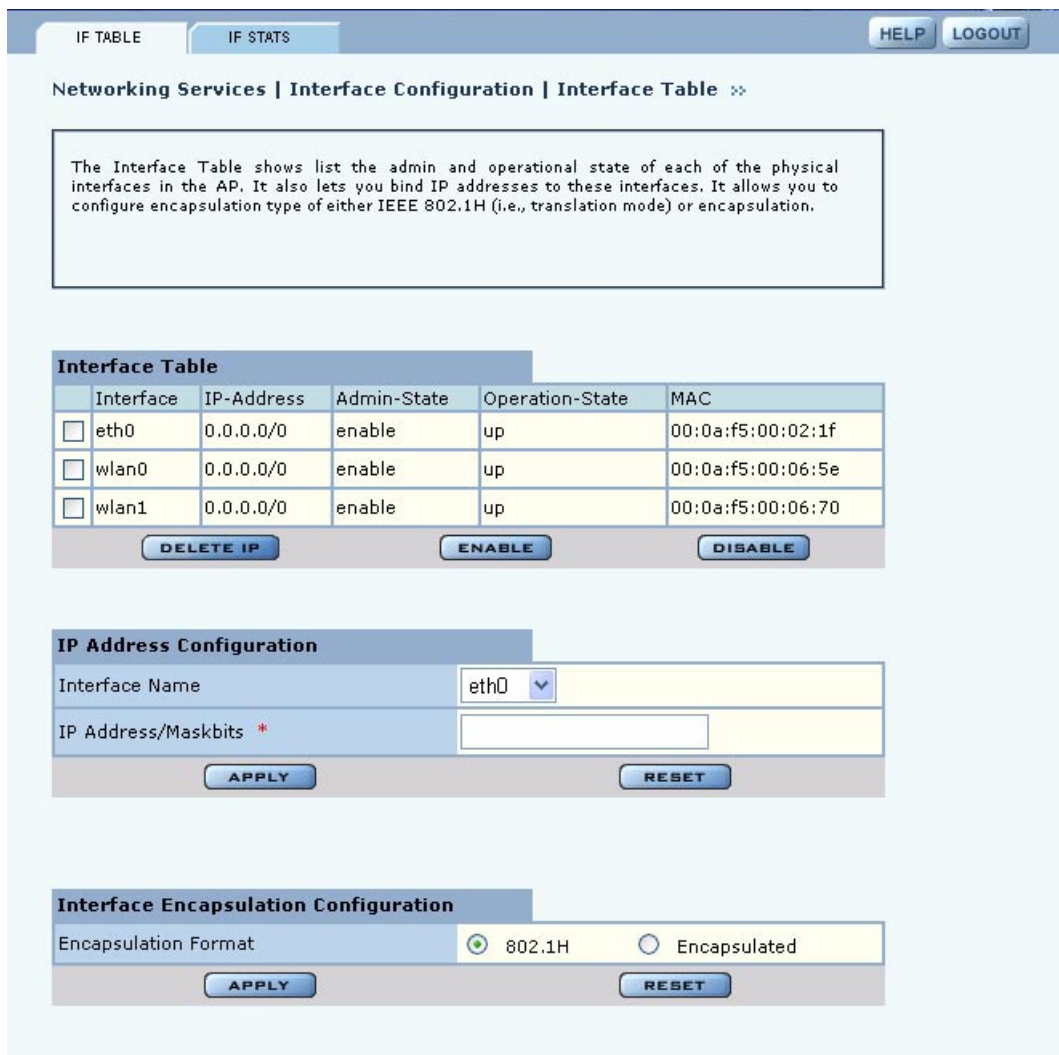 IF TABLE IF STATS HELP LOGOUT
Networking Services | Interface Configuration | Interface Table »
The Interface Table shows list the admin and operational state of each of the physical
interfaces in the AP. It also lets you bind IP addresses to these interfaces. It allows you to
configure encapsulation type of either IEEE 802.1H (i.e., translation mode) or encapsulation.
Interface Table
Interface IP-Address Admin-State Operation-State MAC
eth0 0.0.0.0/0 enable up 00:0a:f5:00:02:1f
wlan0 0.0.0.0/0 enable up 00:0a:f5:00:06:5e
wlan1 0.0.0.0/0 enable up 00:0a:f5:00:06:70
DELETE IP ENABLE DISABLE
IP Address Configuration
Interface Name eth0
IP Address/Maskbits *
APPLY RESET
Interface Encapsulation Configuration
Encapsulation Format 802.1H Encapsulated
APPLY RESET